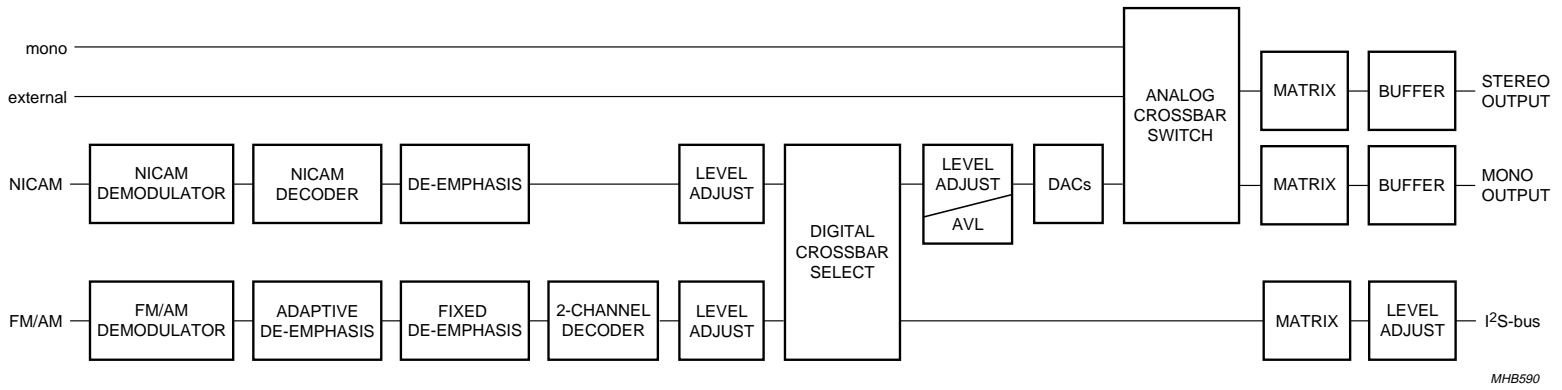 mono
external
ANALOG
CROSSBAR
SWITCH
MATRIX
BUFFER
STEREO
OUTPUT
NICAM
NICAM
DEMODULATOR
NICAM
DECODER
DE-EMPHASIS
LEVEL
ADJUST
DIGITAL
CROSSBAR
SELECT
LEVEL
ADJUST
AVL
DACs
MATRIX
BUFFER
MONO
OUTPUT
FM/AM
FM/AM
DEMODULATOR
ADAPTIVE
DE-EMPHASIS
FIXED
DE-EMPHASIS
2-CHANNEL
DECODER
LEVEL
ADJUST
MATRIX
LEVEL
ADJUST
I²S-bus
MHB590